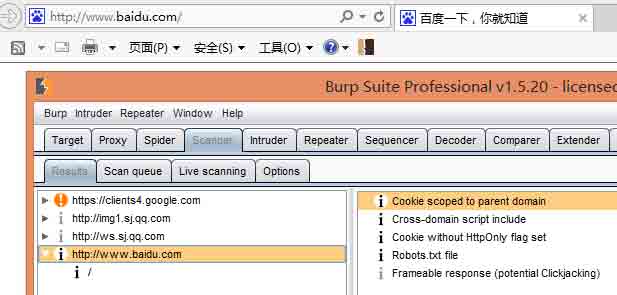 http://www.baidu.com/
百度一下，你就知道
页面(P) 安全(S) 工具(O)
Burp Suite Professional v1.5.20 - licensed
Burp Intruder Repeater Window Help
Target Proxy Spider Scanner Intruder Repeater Sequencer Decoder Comparer Extender
Results Scan queue Live scanning Options
https://clients4.google.com
http://img1.sj.qq.com
http://ws.sj.qq.com
http://www.baidu.com
/
Cookie scoped to parent domain
Cross-domain script include
Cookie without HttpOnly flag set
Robots.txt file
Frameable response (potential Clickjacking)